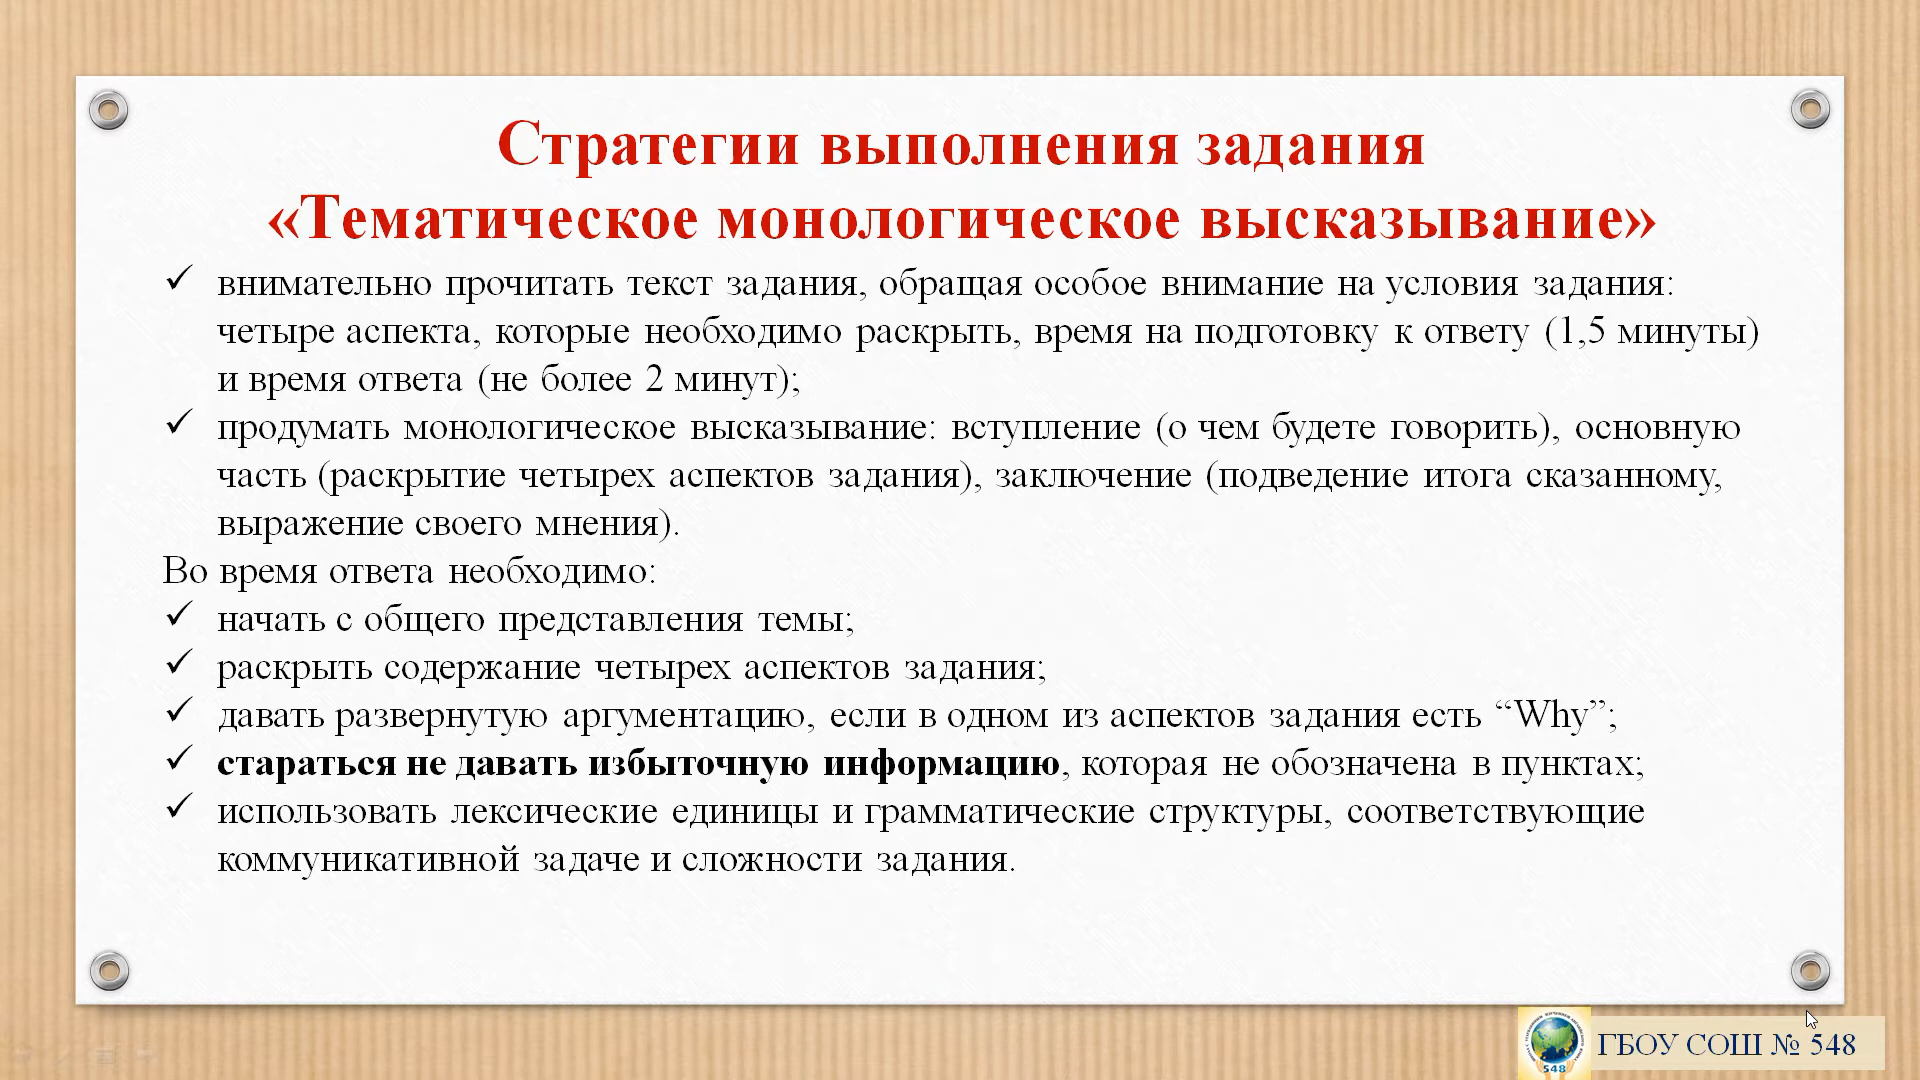 Стратегии выполнения задания
«Тематическое монологическое высказывание»
✓ внимательно прочитать текст задания, обращая особое внимание на условия задания:
четыре аспекта, которые необходимо раскрыть, время на подготовку к ответу (1,5 минуты)
и время ответа (не более 2 минут);
✓ продумать монологическое высказывание: вступление (о чем будете говорить), основную
часть (раскрытие четырех аспектов задания), заключение (подведение итога сказанному,
выражение своего мнения).
Во время ответа необходимо:
✓ начать с общего представления темы;
✓ раскрыть содержание четырех аспектов задания;
✓ давать развернутую аргументацию, если в одном из аспектов задания есть “Why”;
✓ стараться не давать избыточную информацию, которая не обозначена в пунктах;
✓ использовать лексические единицы и грамматические структуры, соответствующие
коммуникативной задаче и сложности задания.
548
ГБОУ СОШ № 548